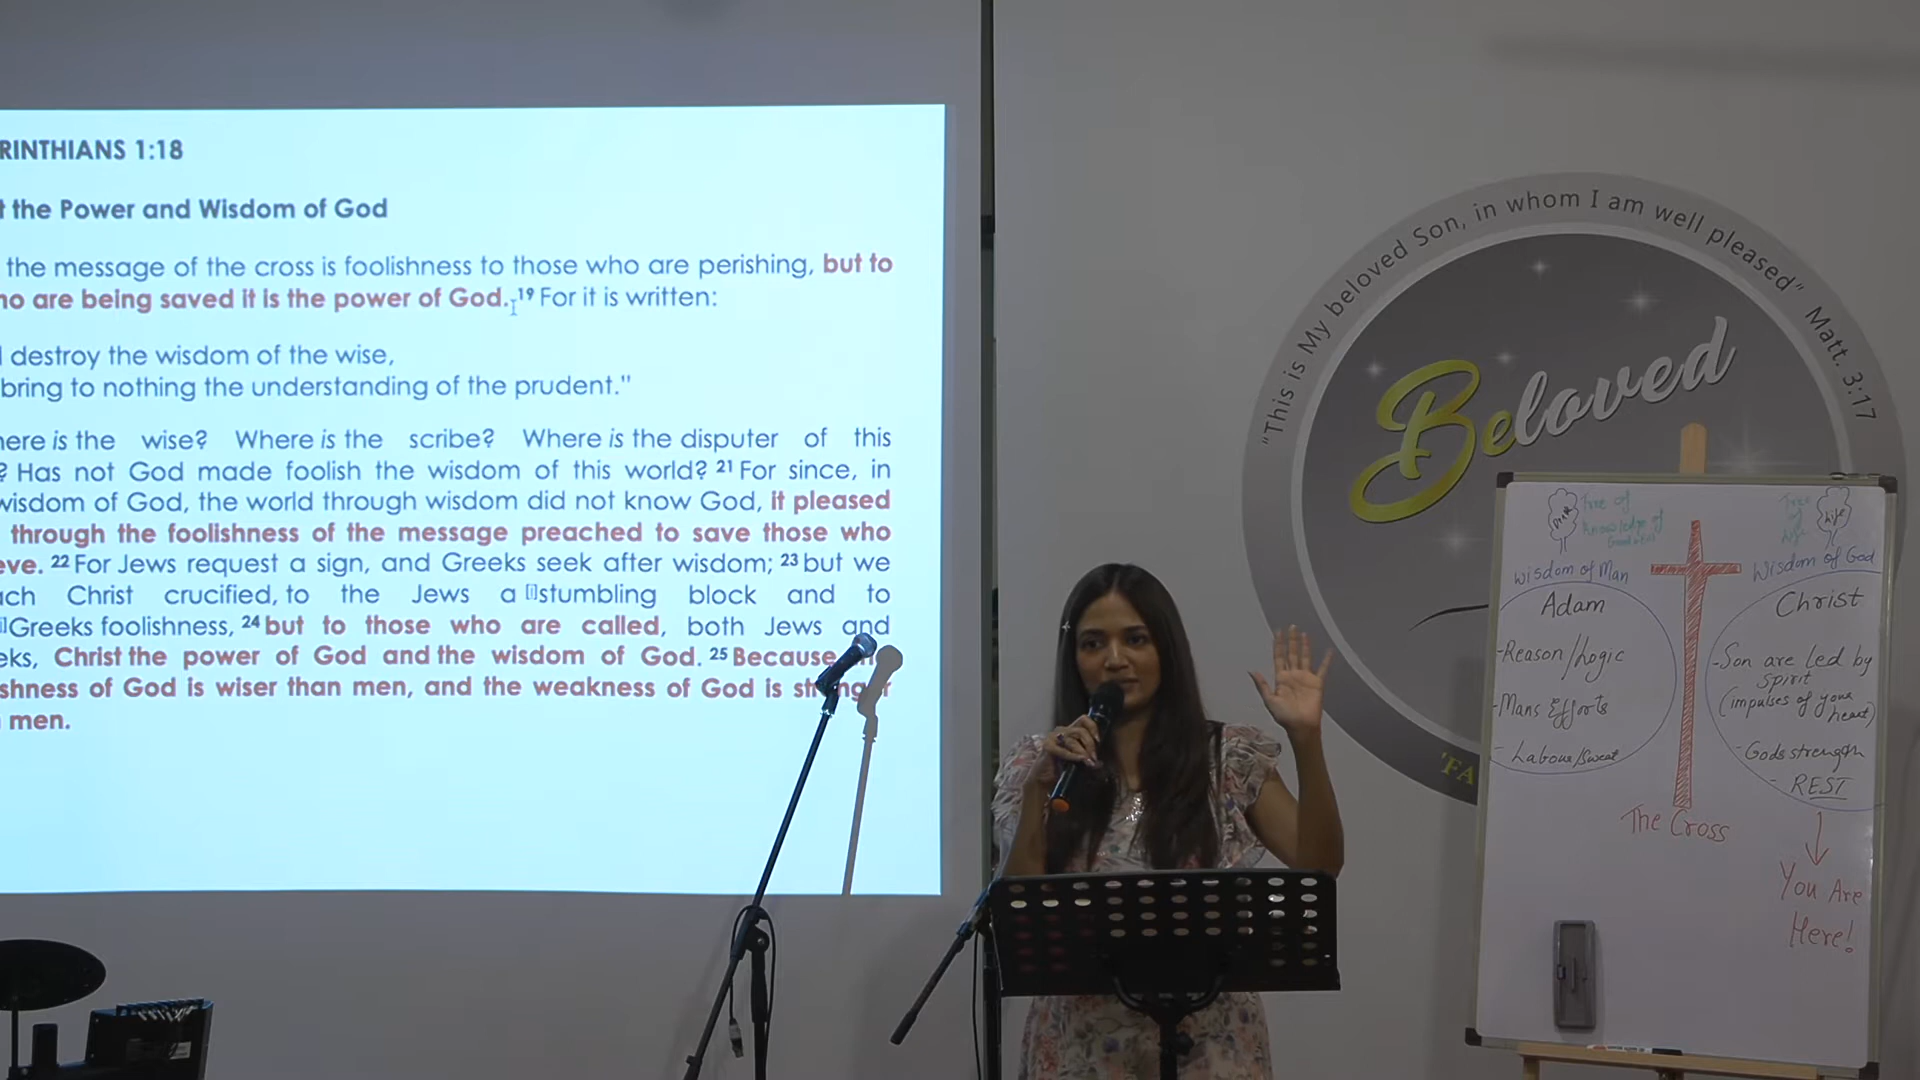 RINTHIANS 1:18
t the Power and Wisdom of God
the message of the cross is foolishness to those who are perishing, but to
ho are being saved it is the power of God. 19 For it is written:
destroy the wisdom of the wise,
bring to nothing the understanding of the prudent."
here is the wise? Where is the scribe? Where is the disputer of this
? Has not God made foolish the wisdom of this world? 21 For since, in
wisdom of God, the world through wisdom did not know God, it pleased
through the foolishness of the message preached to save those who
eve. 22 For Jews request a sign, and Greeks seek after wisdom; 23 but we
ach Christ crucified, to the Jews a [i]stumbling block and to
Greeks foolishness, 24 but to those who are called, both Jews and
eks, Christ the power of God and the wisdom of God. 25 Because
shness of God is wiser than men, and the weakness of God is stronger
men.
"This is My beloved Son, in whom I am well pleased" Matt. 3:17
Beloved
'FA
Tree of
Knowledge of
Tree
of
Life
Life
Wisdom of Man
Wisdom of God
Adam
-Reason/Logic
-Mans Efforts
-Labour/Sweat
The Cross
Christ
-Son are led by
spirit
(impulses of your
heart)
-Gods strength
- REST
You Are
Here!